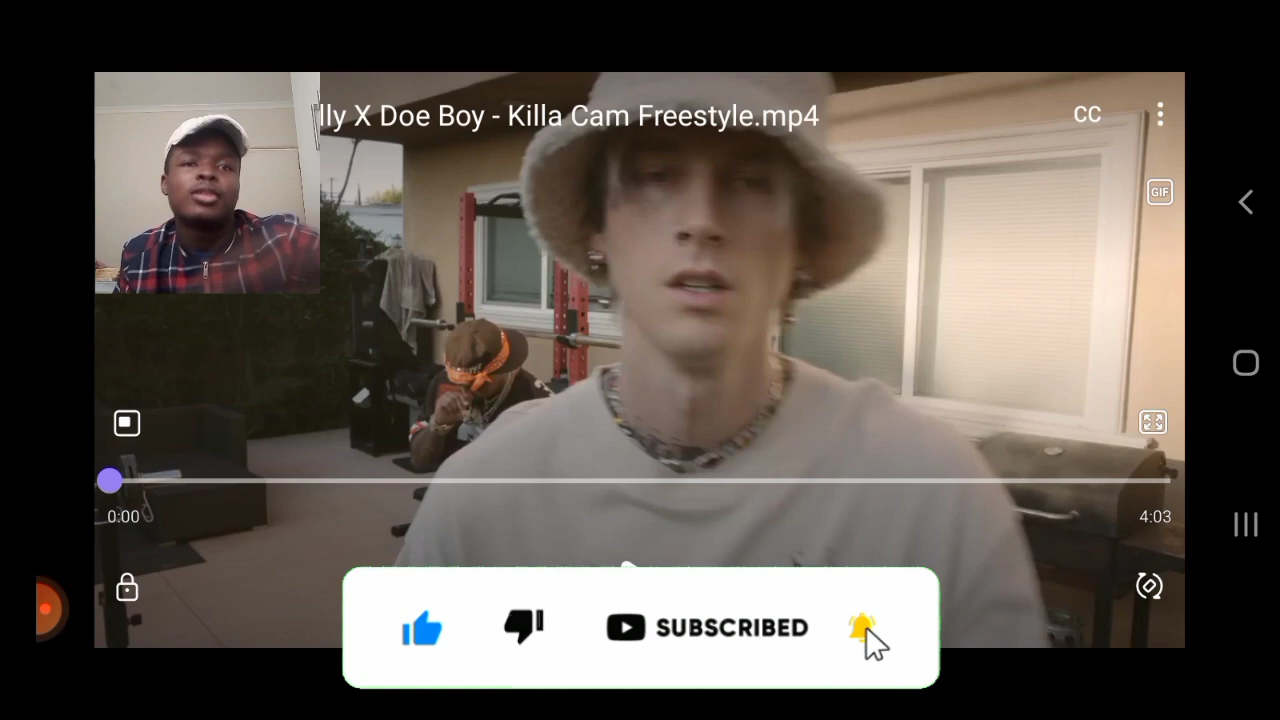 lly X Doe Boy - Killa Cam Freestyle.mp4
CC
GIF
0:00
4:03
SUBSCRIBED